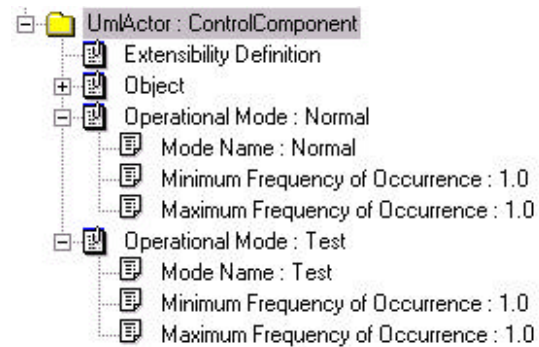 UmlActor : ControlComponent
Extensibility Definition
Object
Operational Mode : Normal
Mode Name : Normal
Minimum Frequency of Occurrence : 1.0
Maximum Frequency of Occurrence : 1.0
Operational Mode : Test
Mode Name : Test
Minimum Frequency of Occurrence : 1.0
Maximum Frequency of Occurrence : 1.0